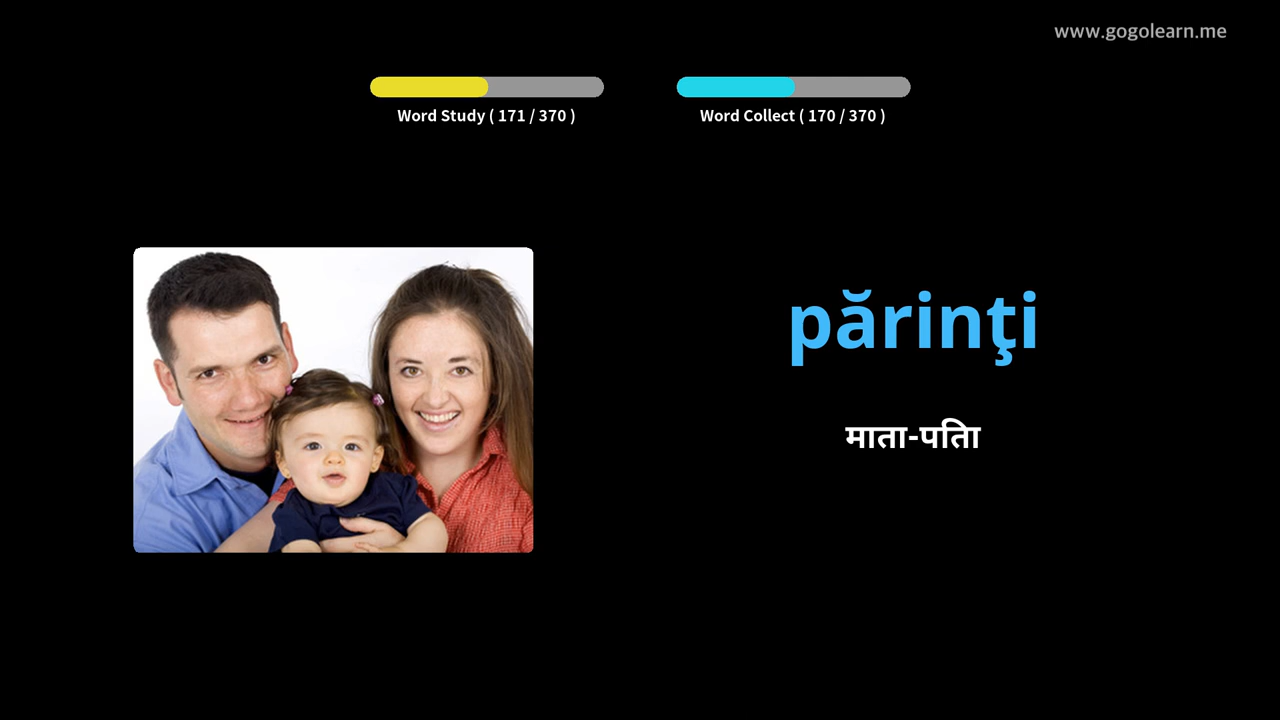 www.gogolearn.me
Word Study ( 171 / 370 )
Word Collect ( 170 / 370 )
părinţi
माता-पिता